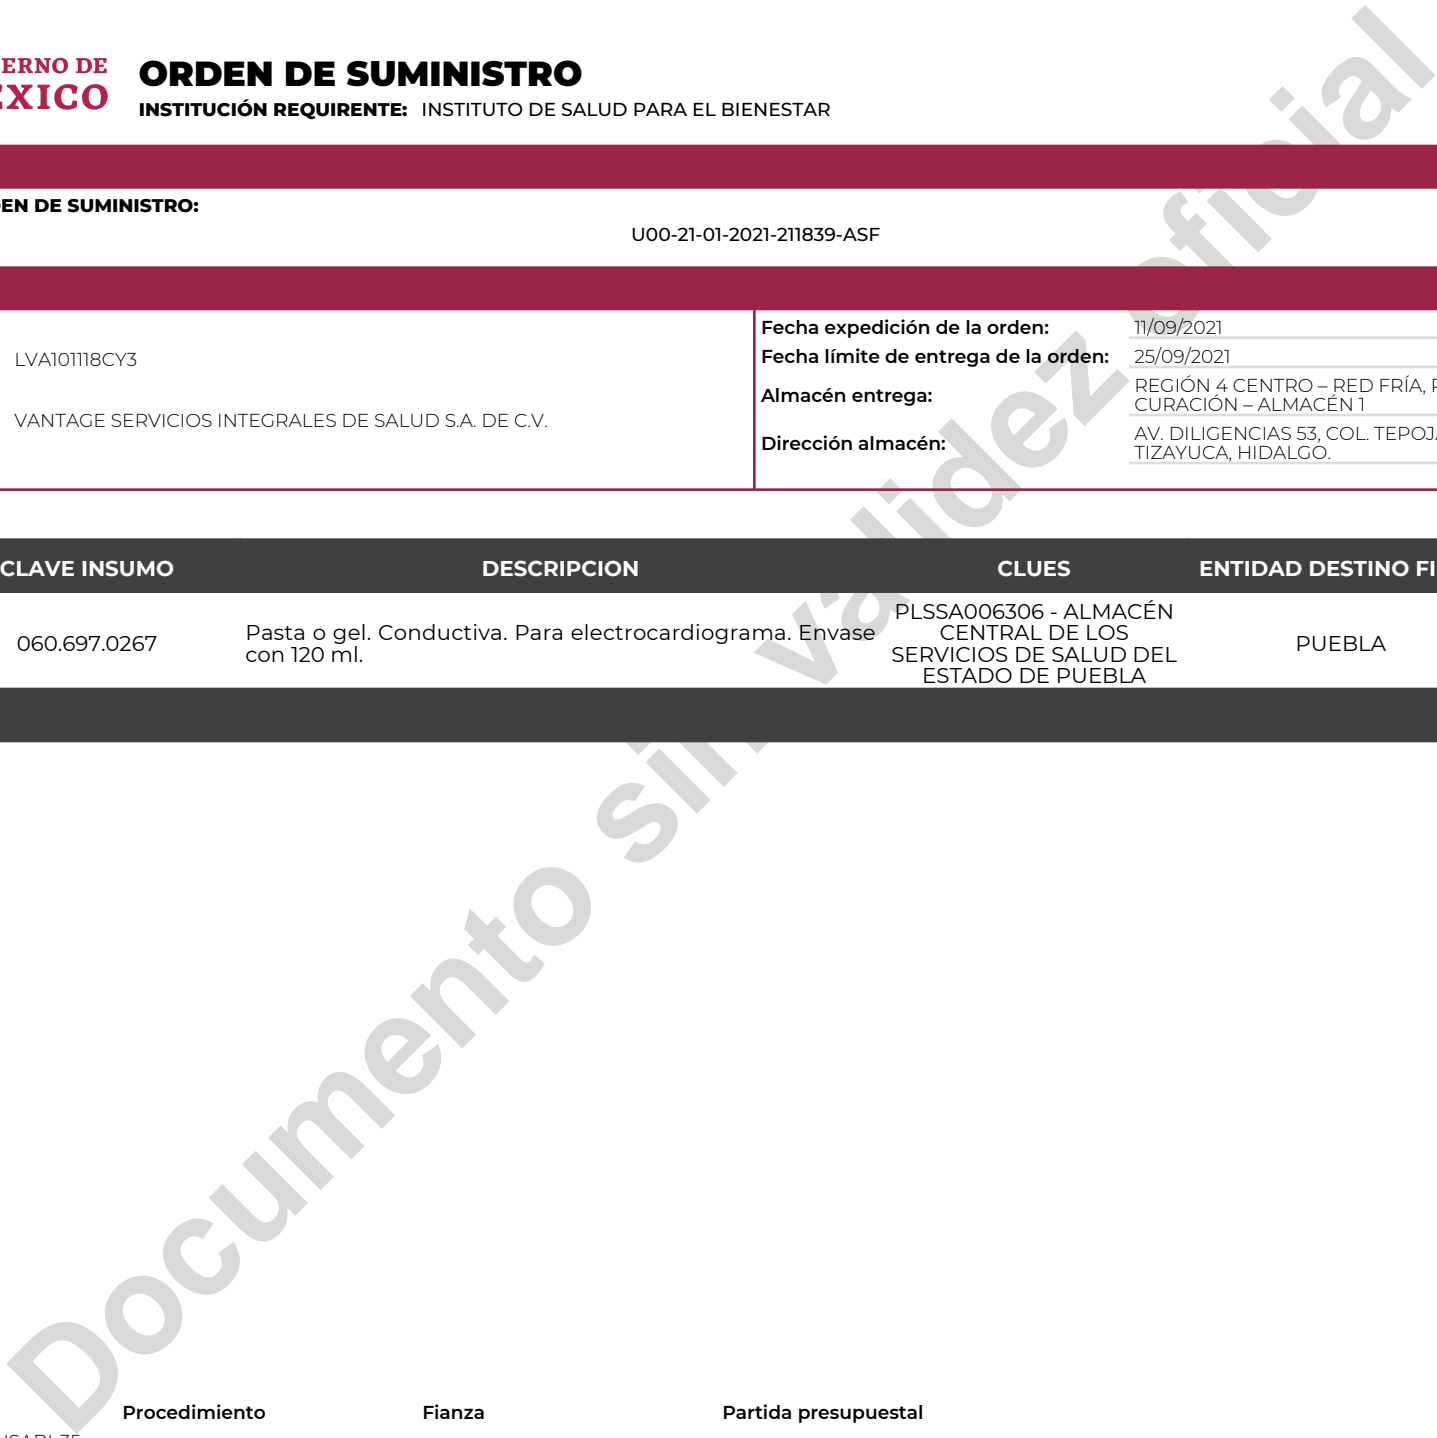 ERNO DE
ORDEN DE SUMINISTRO
INSTITUCIÓN REQUIRENTE: INSTITUTO DE SALUD PARA EL BIENESTAR
EN DE SUMINISTRO:
U00-21-01-2021-211839-ASF
LVA101118CY3
VANTAGE SERVICIOS INTEGRALES DE SALUD S.A. DE C.V.
Fecha expedición de la orden: 11/09/2021
Fecha límite de entrega de la orden: 25/09/2021
Almacén entrega: REGIÓN 4 CENTRO – RED FRÍA,
CURACIÓN – ALMACÉN 1
Dirección almacén: AV. DILIGENCIAS 53, COL. TEPOJ
TIZAYUCA, HIDALGO.
CLAVE INSUMO DESCRIPCION CLUES ENTIDAD DESTINO FI
060.697.0267
Pasta o gel. Conductiva. Para electrocardiograma. Envase
con 120 ml.
PLSSA006306 - ALMACÉN
CENTRAL DE LOS
SERVICIOS DE SALUD DEL
ESTADO DE PUEBLA
PUEBLA
Documento sin validez oficial
Procedimiento Fianza Partida presupuestal